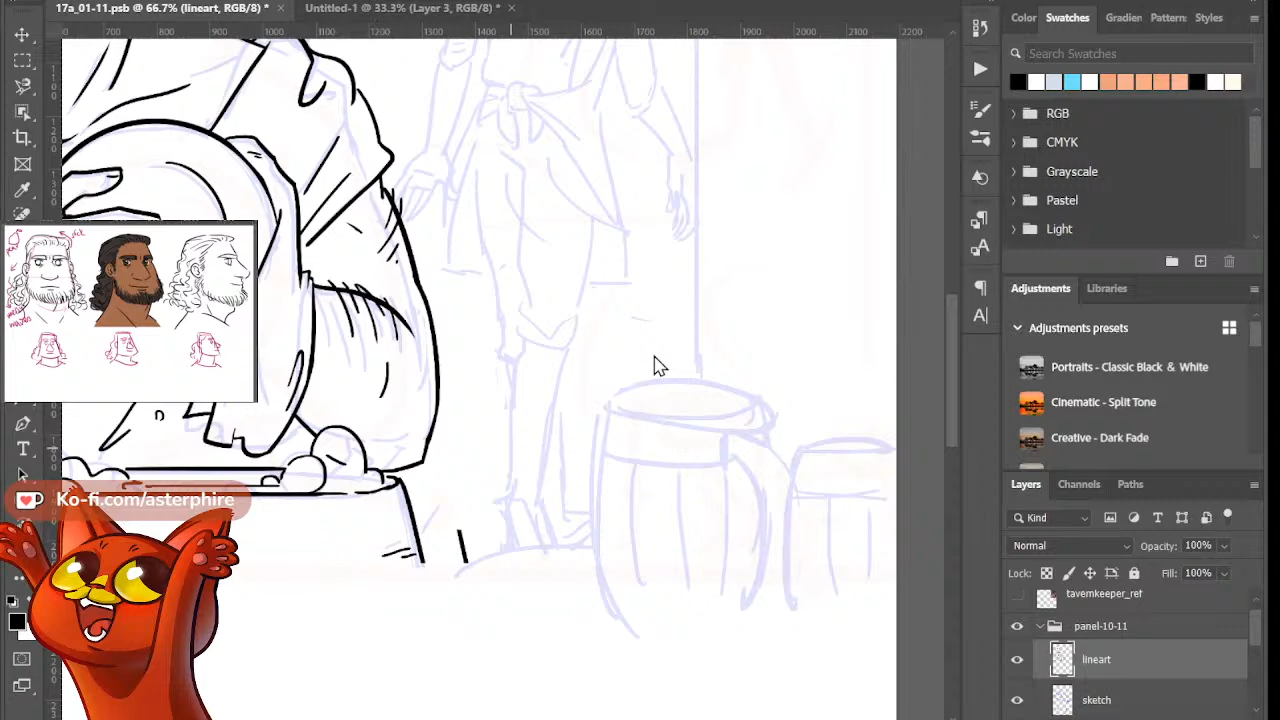 17a_01-11.psb @ 66.7% (lineart, RGB/8) *
Untitled-1 @ 33.3% (Layer 3, RGB/8) *
700 800 900 1000 1100 1200 1300 1400 1500 1600 1700 1800 1900 2000 2100 2200
Color Swatches Gradien Pattern: Styles
Search Swatches
RGB
CMYK
Grayscale
Pastel
Light
Adjustments Libraries
Adjustments presets
Portraits - Classic Black & White
Cinematic - Split Tone
Creative - Dark Fade
Layers Channels Paths
Kind
Normal Opacity: 100%
Lock: Fill: 100%
tavernkeeper_ref
panel-10-11
lineart
sketch
Ko-fi.com/asterphire